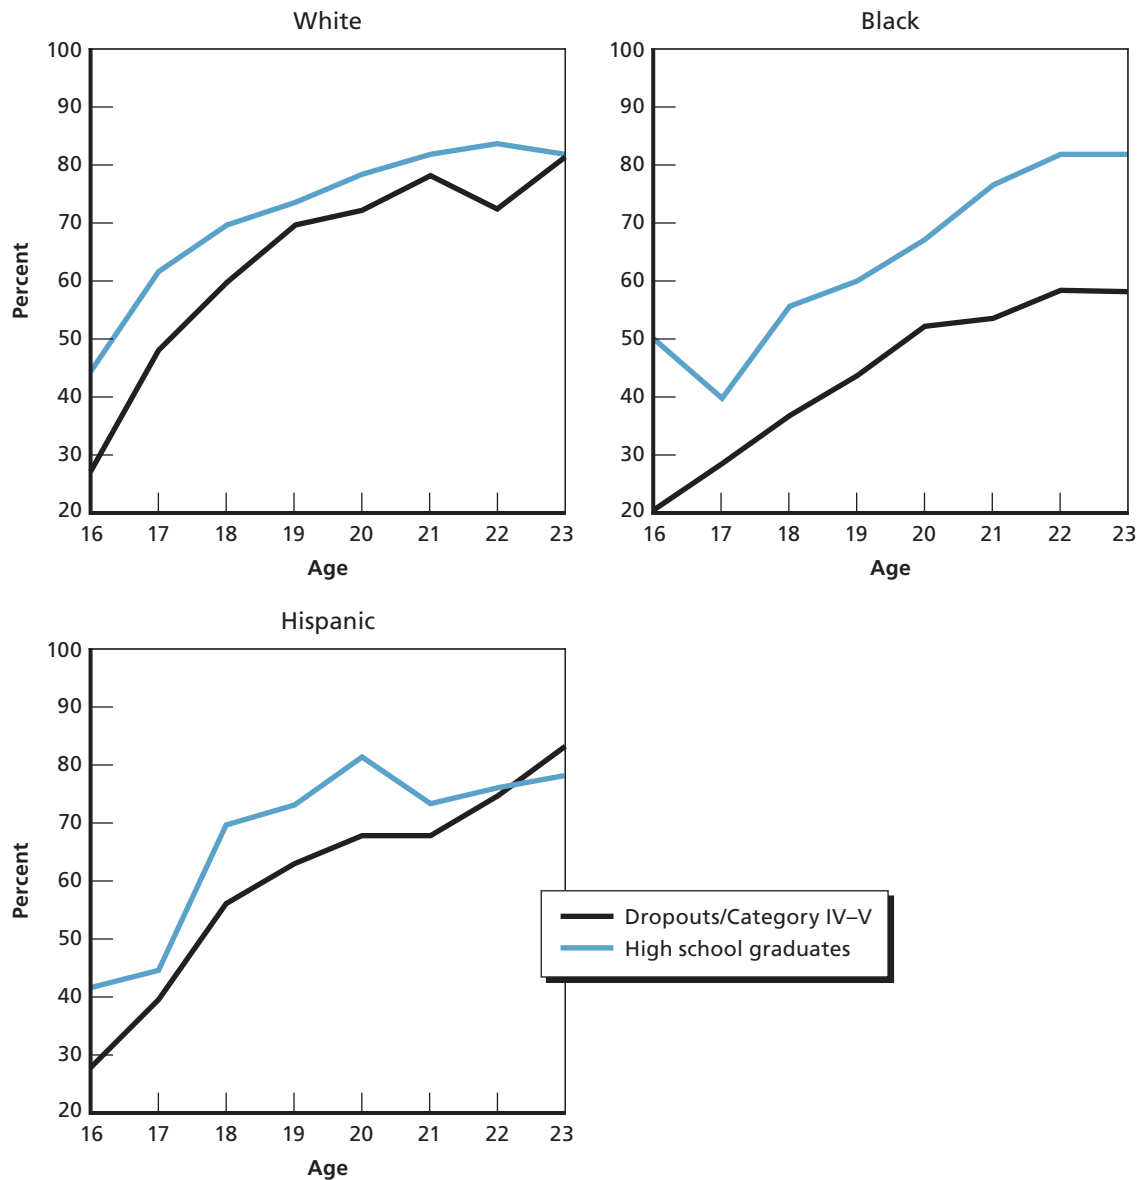 White
Percent
100
90
80
70
60
50
40
30
20
16 17 18 19 20 21 22 23
Age
Black
100
90
80
70
60
50
40
30
20
16 17 18 19 20 21 22 23
Age
Hispanic
Percent
100
90
80
70
60
50
40
30
20
16 17 18 19 20 21 22 23
Age
Dropouts/Category IV–V
High school graduates